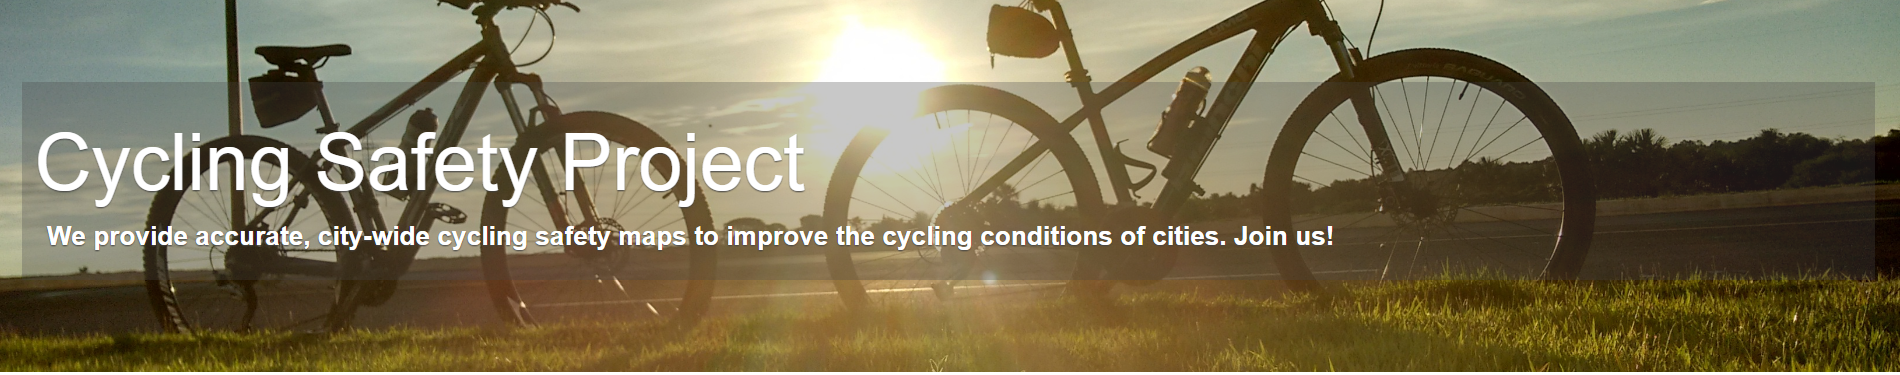 Cycling Safety Project
We provide accurate, city-wide cycling safety maps to improve the cycling conditions of cities. Join us!